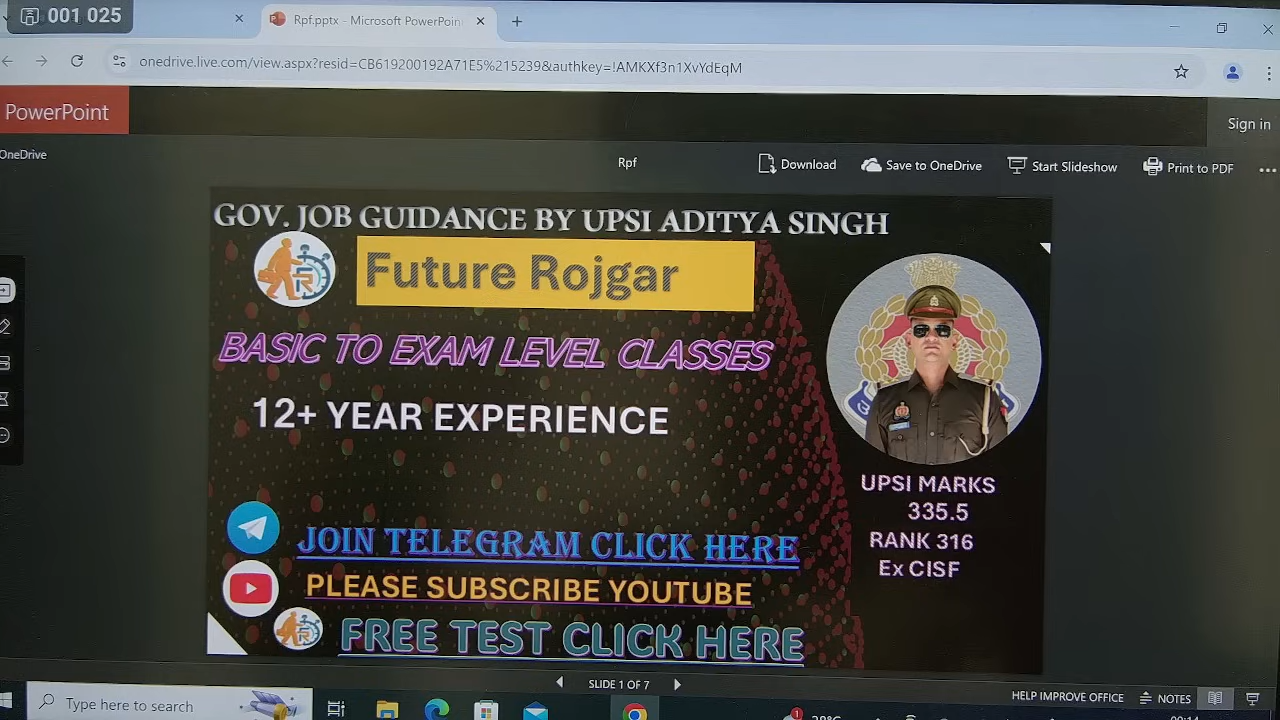 001 025
Rpf.pptx - Microsoft PowerPoin
onedrive.live.com/view.aspx?resid=CB619200192A71E5%215239&authkey=!AMKXf3n1XvYdEqM
PowerPoint
Sign in
OneDrive
Rpf
Download
Save to OneDrive
Start Slideshow
Print to PDF
GOV. JOB GUIDANCE BY UPSI ADITYA SINGH
Future Rojgar
BASIC TO EXAM LEVEL CLASSES
12+ YEAR EXPERIENCE
UPSI MARKS
335.5
RANK 316
Ex CISF
JOIN TELEGRAM CLICK HERE
PLEASE SUBSCRIBE YOUTUBE
FREE TEST CLICK HERE
SLIDE 1 OF 7
HELP IMPROVE OFFICE
NOTES
Type here to search